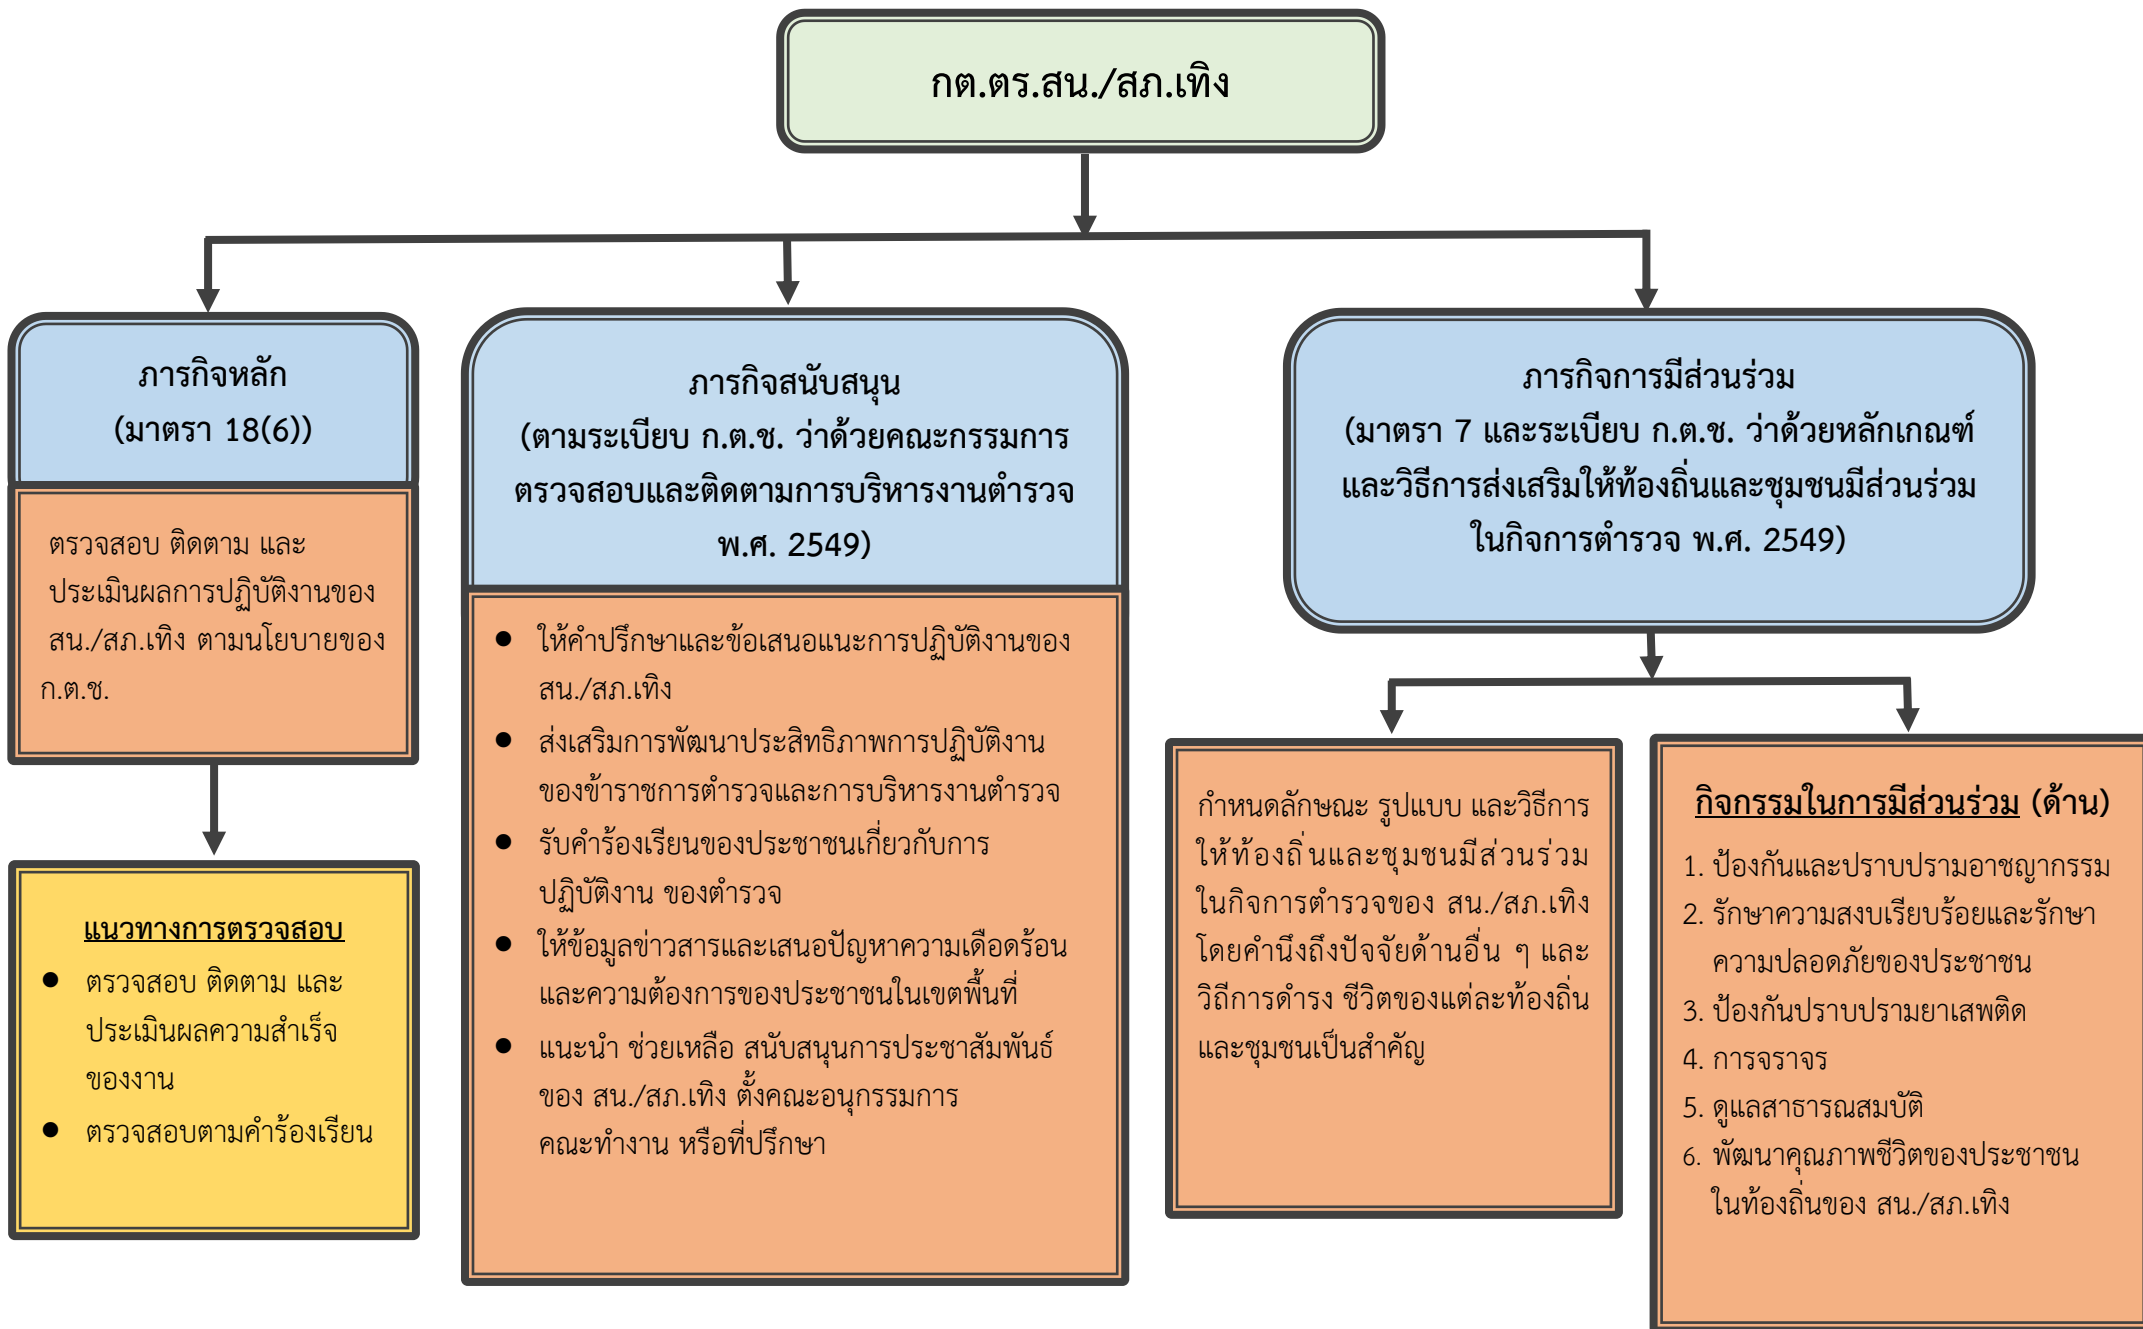 กต.ตร.สน./สภ.เทิง
ภารกิจหลัก
(มาตรา 18(6))
ตรวจสอบ ติดตาม และ
ประเมินผลการปฏิบัติงานของ
สน./สภ.เทิง ตามนโยบายของ
ก.ต.ช.
แนวทางการตรวจสอบ
● ตรวจสอบ ติดตาม และ
ประเมินผลความสำเร็จ
ของงาน
● ตรวจสอบตามคำร้องเรียน
ภารกิจสนับสนุน
(ตามระเบียบ ก.ต.ช. ว่าด้วยคณะกรรมการ
ตรวจสอบและติดตามการบริหารงานตำรวจ
พ.ศ. 2549)
● ให้คำปรึกษาและข้อเสนอแนะการปฏิบัติงานของ
สน./สภ.เทิง
● ส่งเสริมการพัฒนาประสิทธิภาพการปฏิบัติงาน
ของข้าราชการตำรวจและการบริหารงานตำรวจ
● รับคำร้องเรียนของประชาชนเกี่ยวกับการ
ปฏิบัติงาน ของตำรวจ
● ให้ข้อมูลข่าวสารและเสนอปัญหาความเดือดร้อน
และความต้องการของประชาชนในเขตพื้นที่
● แนะนำ ช่วยเหลือ สนับสนุนการประชาสัมพันธ์
ของ สน./สภ.เทิง ตั้งคณะอนุกรรมการ
คณะทำงาน หรือที่ปรึกษา
ภารกิจการมีส่วนร่วม
(มาตรา 7 และระเบียบ ก.ต.ช. ว่าด้วยหลักเกณฑ์
และวิธีการส่งเสริมให้ท้องถิ่นและชุมชนมีส่วนร่วม
ในกิจการตำรวจ พ.ศ. 2549)
กำหนดลักษณะ รูปแบบ และวิธีการ
ให้ท้องถิ่นและชุมชนมีส่วนร่วม
ในกิจการตำรวจของ สน./สภ.เทิง
โดยคำนึงถึงปัจจัยด้านอื่น ๆ และ
วิถีการดำรง ชีวิตของแต่ละท้องถิ่น
และชุมชนเป็นสำคัญ
กิจกรรมในการมีส่วนร่วม (ด้าน)
1. ป้องกันและปราบปรามอาชญากรรม
2. รักษาความสงบเรียบร้อยและรักษา
ความปลอดภัยของประชาชน
3. ป้องกันปราบปรามยาเสพติด
4. การจราจร
5. ดูแลสาธารณสมบัติ
6. พัฒนาคุณภาพชีวิตของประชาชน
ในท้องถิ่นของ สน./สภ.เทิง